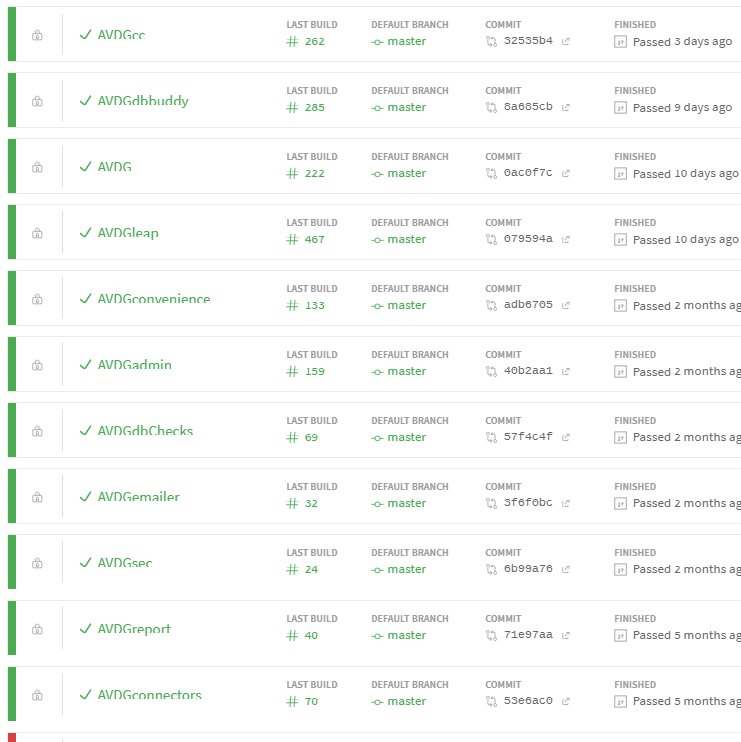 LAST BUILD DEFAULT BRANCH COMMIT FINISHED
AVDGcc
# 262 master 32535b4 Passed 3 days ago
LAST BUILD DEFAULT BRANCH COMMIT FINISHED
AVDGdbbuddy
# 285 master 8a685cb Passed 9 days ago
LAST BUILD DEFAULT BRANCH COMMIT FINISHED
AVDG
# 222 master 0ac0f7c Passed 10 days ago
LAST BUILD DEFAULT BRANCH COMMIT FINISHED
AVDGleap
# 467 master 079594a Passed 10 days ago
LAST BUILD DEFAULT BRANCH COMMIT FINISHED
AVDGconvenience
# 133 master adb6705 Passed 2 months ag
LAST BUILD DEFAULT BRANCH COMMIT FINISHED
AVDGadmin
# 159 master 40b2aa1 Passed 2 months ag
LAST BUILD DEFAULT BRANCH COMMIT FINISHED
AVDGdbChecks
# 69 master 57f4c4f Passed 2 months ag
LAST BUILD DEFAULT BRANCH COMMIT FINISHED
AVDGemailer
# 32 master 3f6f0bc Passed 2 months ag
LAST BUILD DEFAULT BRANCH COMMIT FINISHED
AVDGsec
# 24 master 6b99a76 Passed 2 months ag
LAST BUILD DEFAULT BRANCH COMMIT FINISHED
AVDGreport
# 40 master 71e97aa Passed 5 months ag
LAST BUILD DEFAULT BRANCH COMMIT FINISHED
AVDGconnectors
# 70 master 53e6ac0 Passed 5 months ag